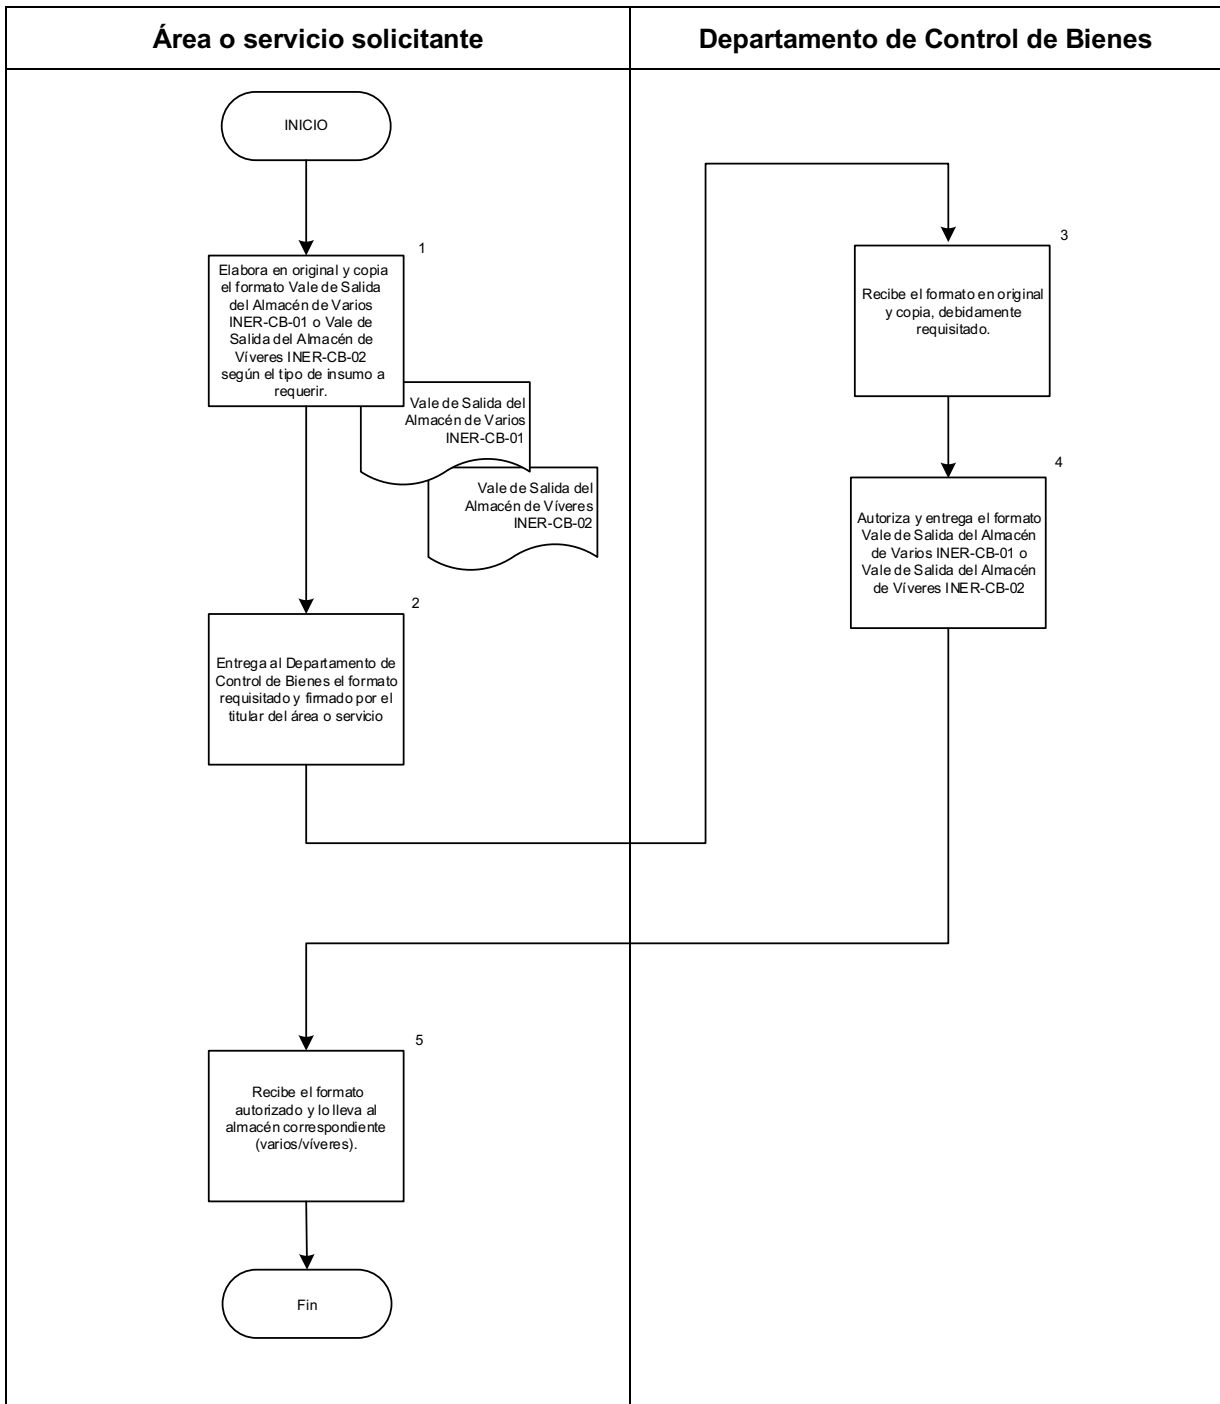 Área o servicio solicitante
Departamento de Control de Bienes
INICIO
1
Elabora en original y copia
el formato Vale de Salida
del Almacén de Varios
INER-CB-01 o Vale de
Salida del Almacén de
Víveres INER-CB-02
según el tipo de insumo a
requerir.
Vale de Salida del
Almacén de Varios
INER-CB-01
Vale de Salida del
Almacén de Víveres
INER-CB-02
2
Entrega al Departamento de
Control de Bienes el formato
requisitado y firmado por el
titular del área o servicio
3
Recibe el formato en original
y copia, debidamente
requisitado.
4
Autoriza y entrega el formato
Vale de Salida del Almacén
de Varios INER-CB-01 o
Vale de Salida del Almacén
de Víveres INER-CB-02
5
Recibe el formato
autorizado y lo lleva al
almacén correspondiente
(varios/víveres).
Fin